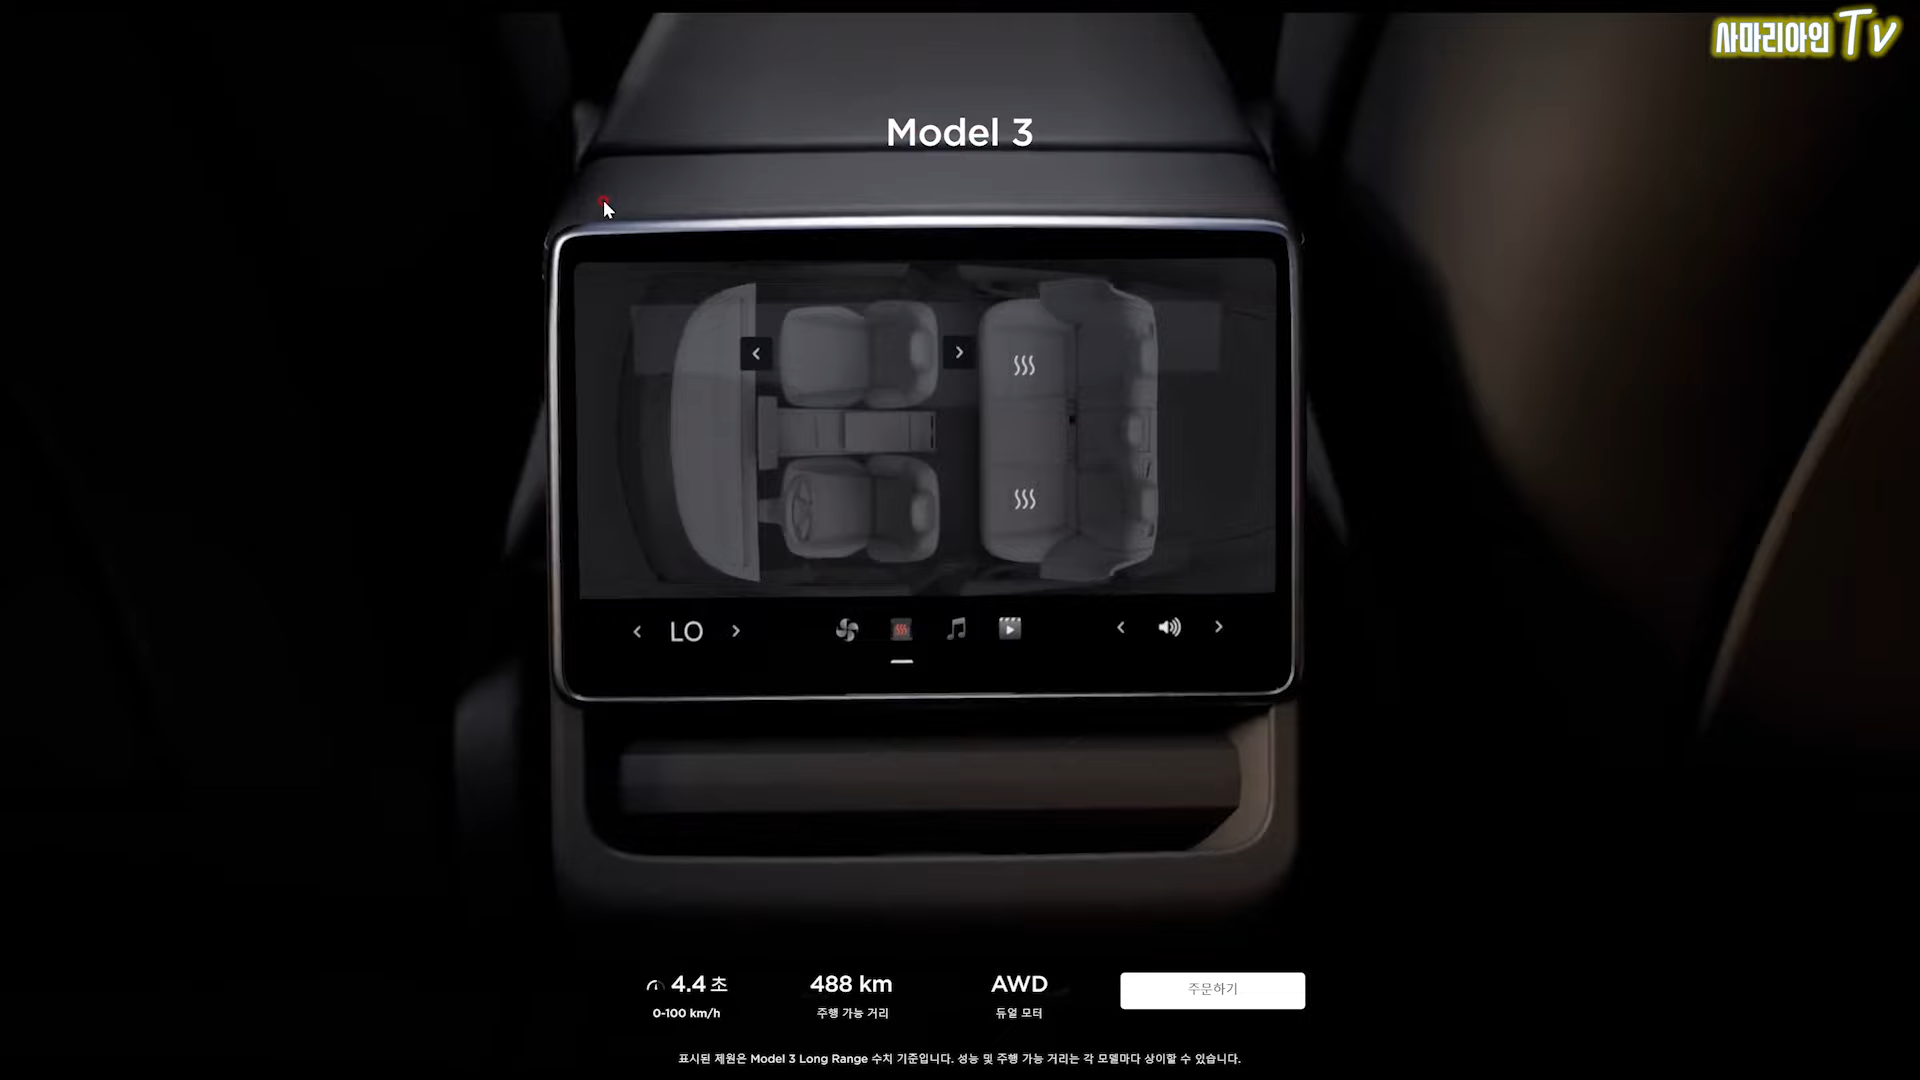 사마리아인 Tv
Model 3
LO
4.4 초
0-100 km/h
488 km
주행 가능 거리
AWD
듀얼 모터
주문하기
표시된 제원은 Model 3 Long Range 수치 기준입니다. 성능 및 주행 가능 거리는 각 모델마다 상이할 수 있습니다.